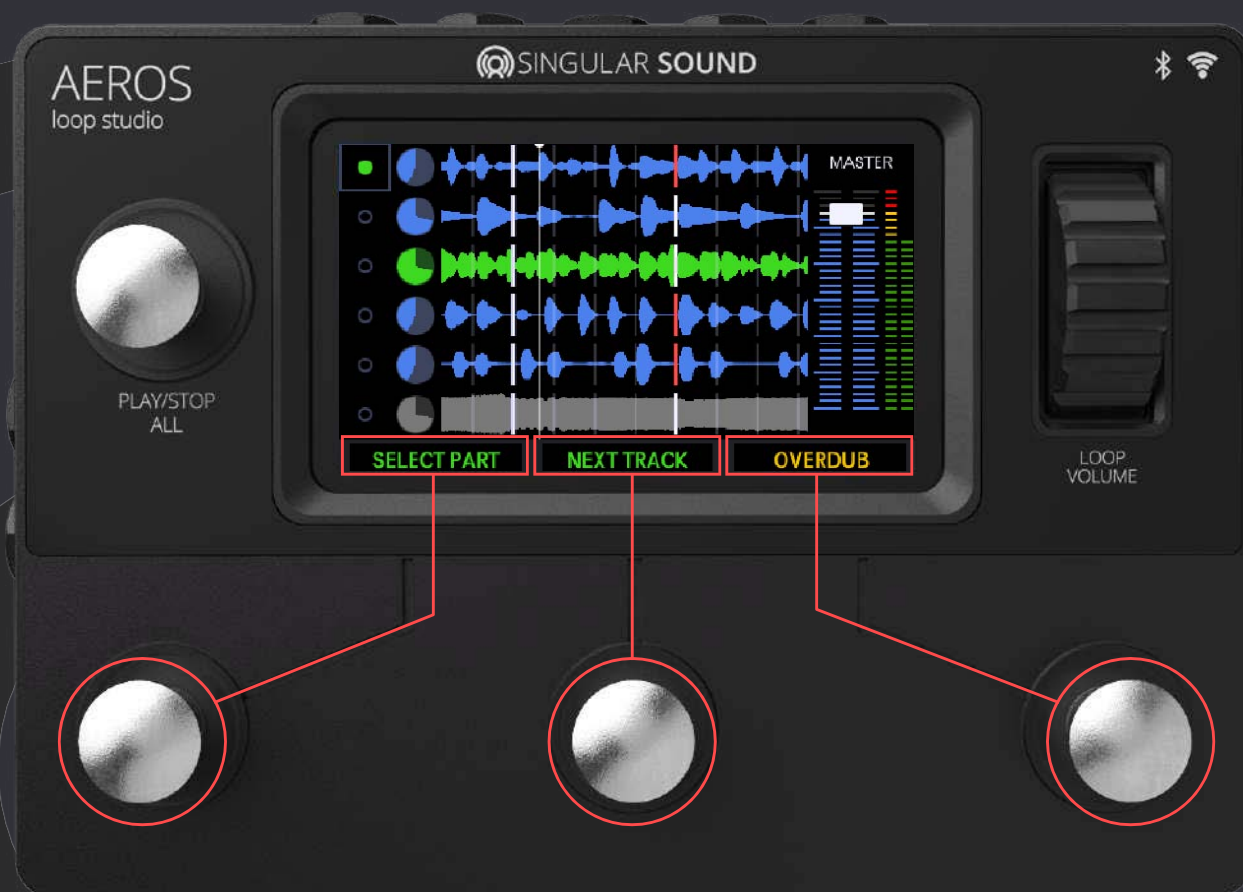 SINGULAR SOUND
AEROS
loop studio
MASTER
PLAY/STOP
ALL
SELECT PART
NEXT TRACK
OVERDUB
LOOP
VOLUME